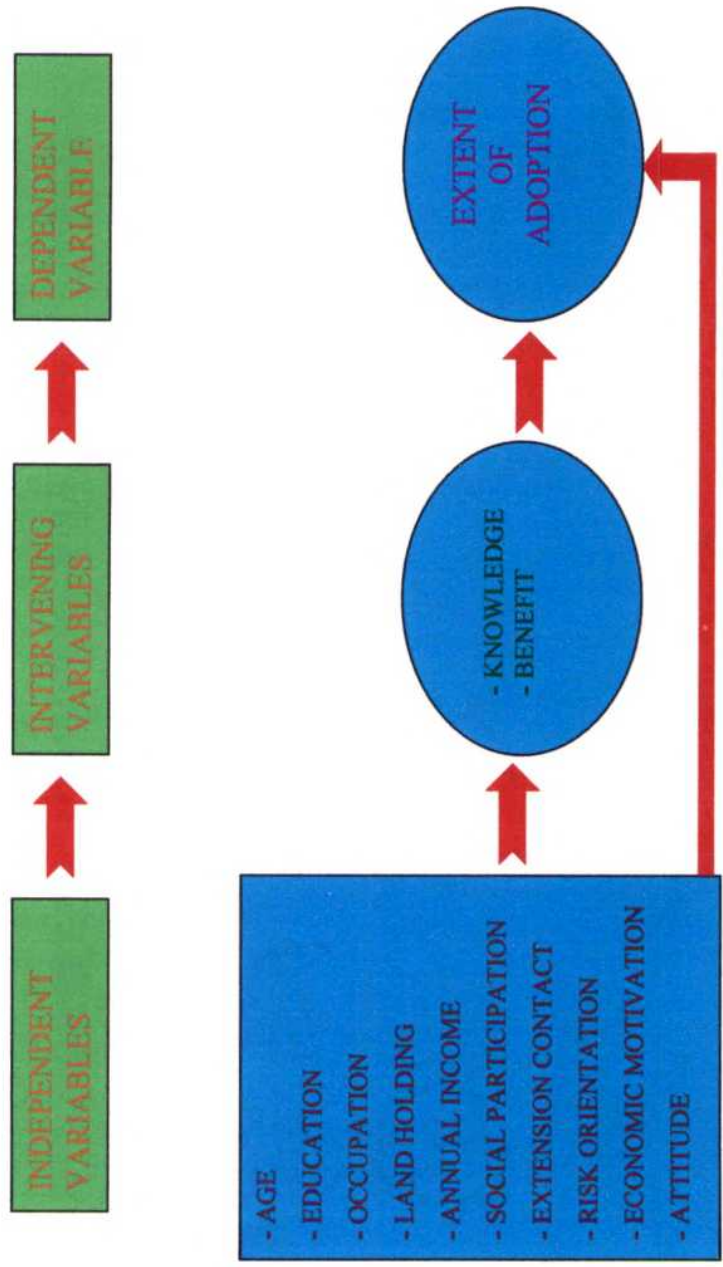 INDEPENDENT
VARIABLES
INTERVENING
VARIABLES
DEPENDENT
VARIABLE
- AGE
- EDUCATION
- OCCUPATION
- LAND HOLDING
- ANNUAL INCOME
- SOCIAL PARTICIPATION
- EXTENSION CONTACT
- RISK ORIENTATION
- ECONOMIC MOTIVATION
- ATTITUDE
- KNOWLEDGE
- BENEFIT
EXTENT
OF
ADOPTION